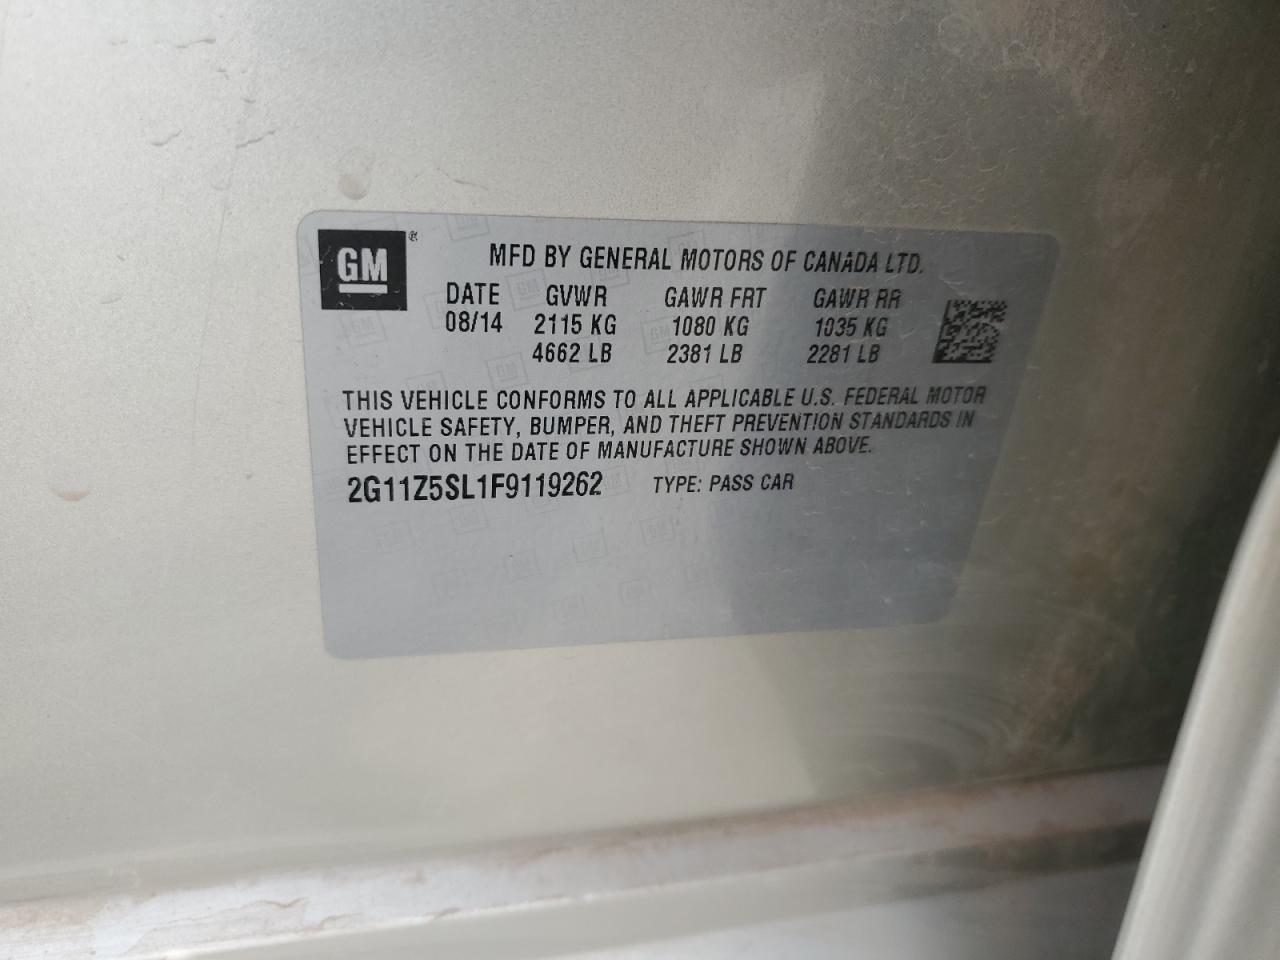 GM®
MFD BY GENERAL MOTORS OF CANADA LTD.
DATE GVWR GAWR FRT GAWR RR
08/14 2115 KG 1080 KG 1035 KG
4662 LB 2381 LB 2281 LB
THIS VEHICLE CONFORMS TO ALL APPLICABLE U.S. FEDERAL MOTOR
VEHICLE SAFETY, BUMPER, AND THEFT PREVENTION STANDARDS IN
EFFECT ON THE DATE OF MANUFACTURE SHOWN ABOVE.
2G11Z5SL1F9119262 TYPE: PASS CAR